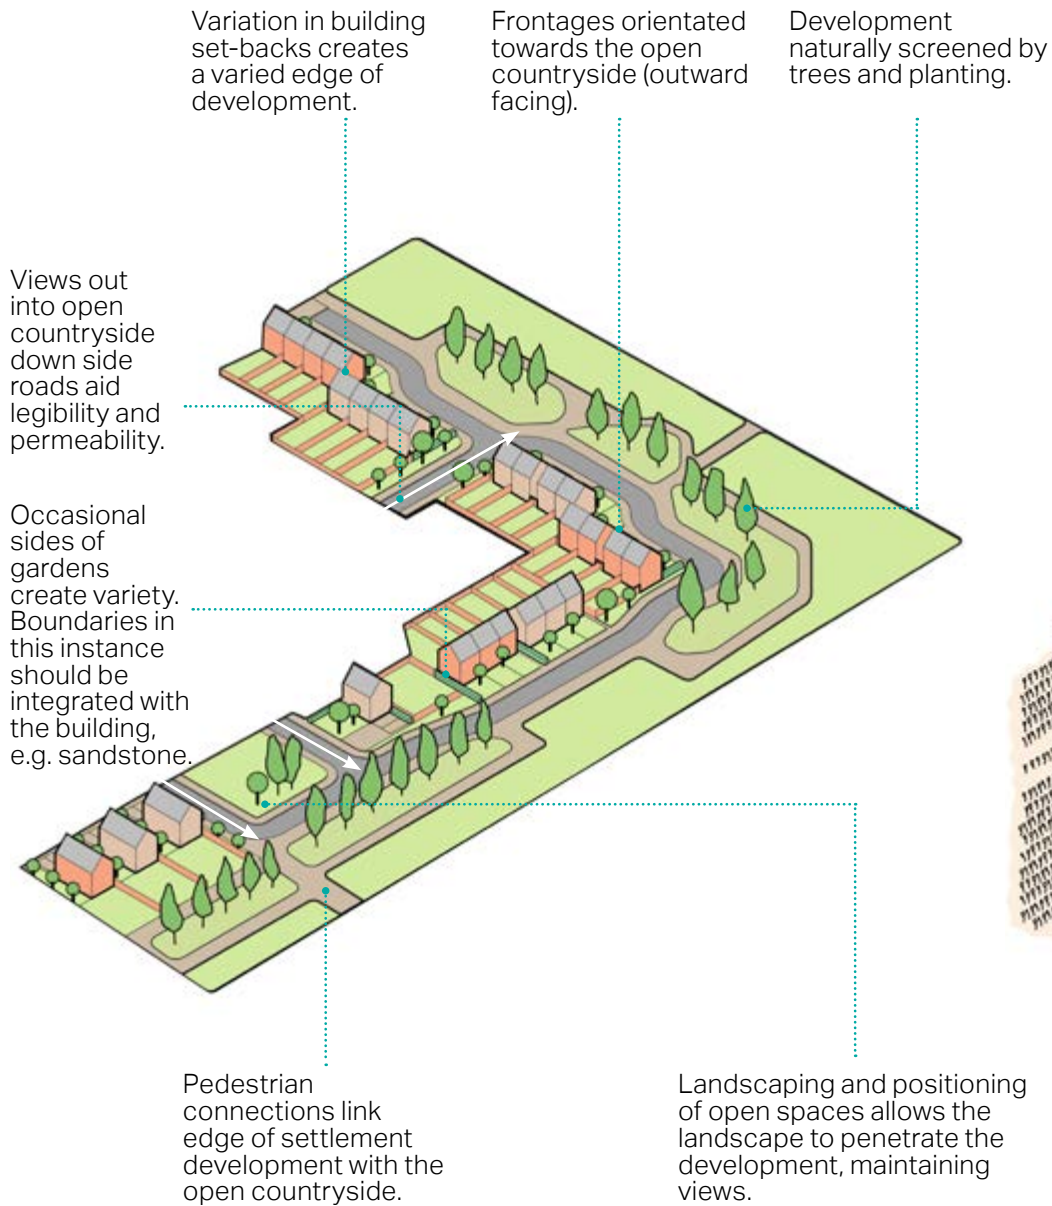 Variation in building
set-backs creates
a varied edge of
development.
Frontages orientated
towards the open
countryside (outward
facing).
Development
naturally screened by
trees and planting.
Views out
into open
countryside
down side
roads aid
legibility and
permeability.
Occasional
sides of
gardens
create variety.
Boundaries in
this instance
should be
integrated with
the building,
e.g. sandstone.
Pedestrian
connections link
edge of settlement
development with the
open countryside.
Landscaping and positioning
of open spaces allows the
landscape to penetrate the
development, maintaining
views.